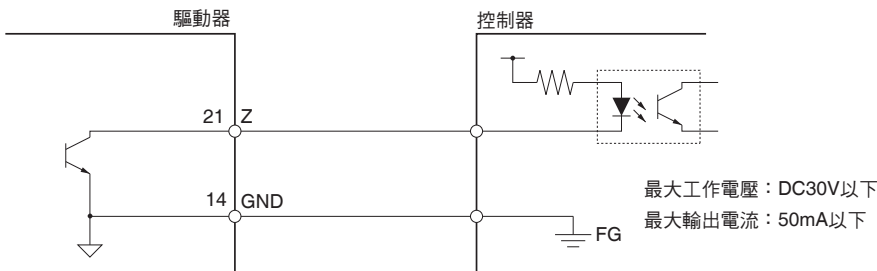 驅動器
控制器
21 Z
14 GND
FG
最大工作電壓：DC30V以下
最大輸出電流：50mA以下